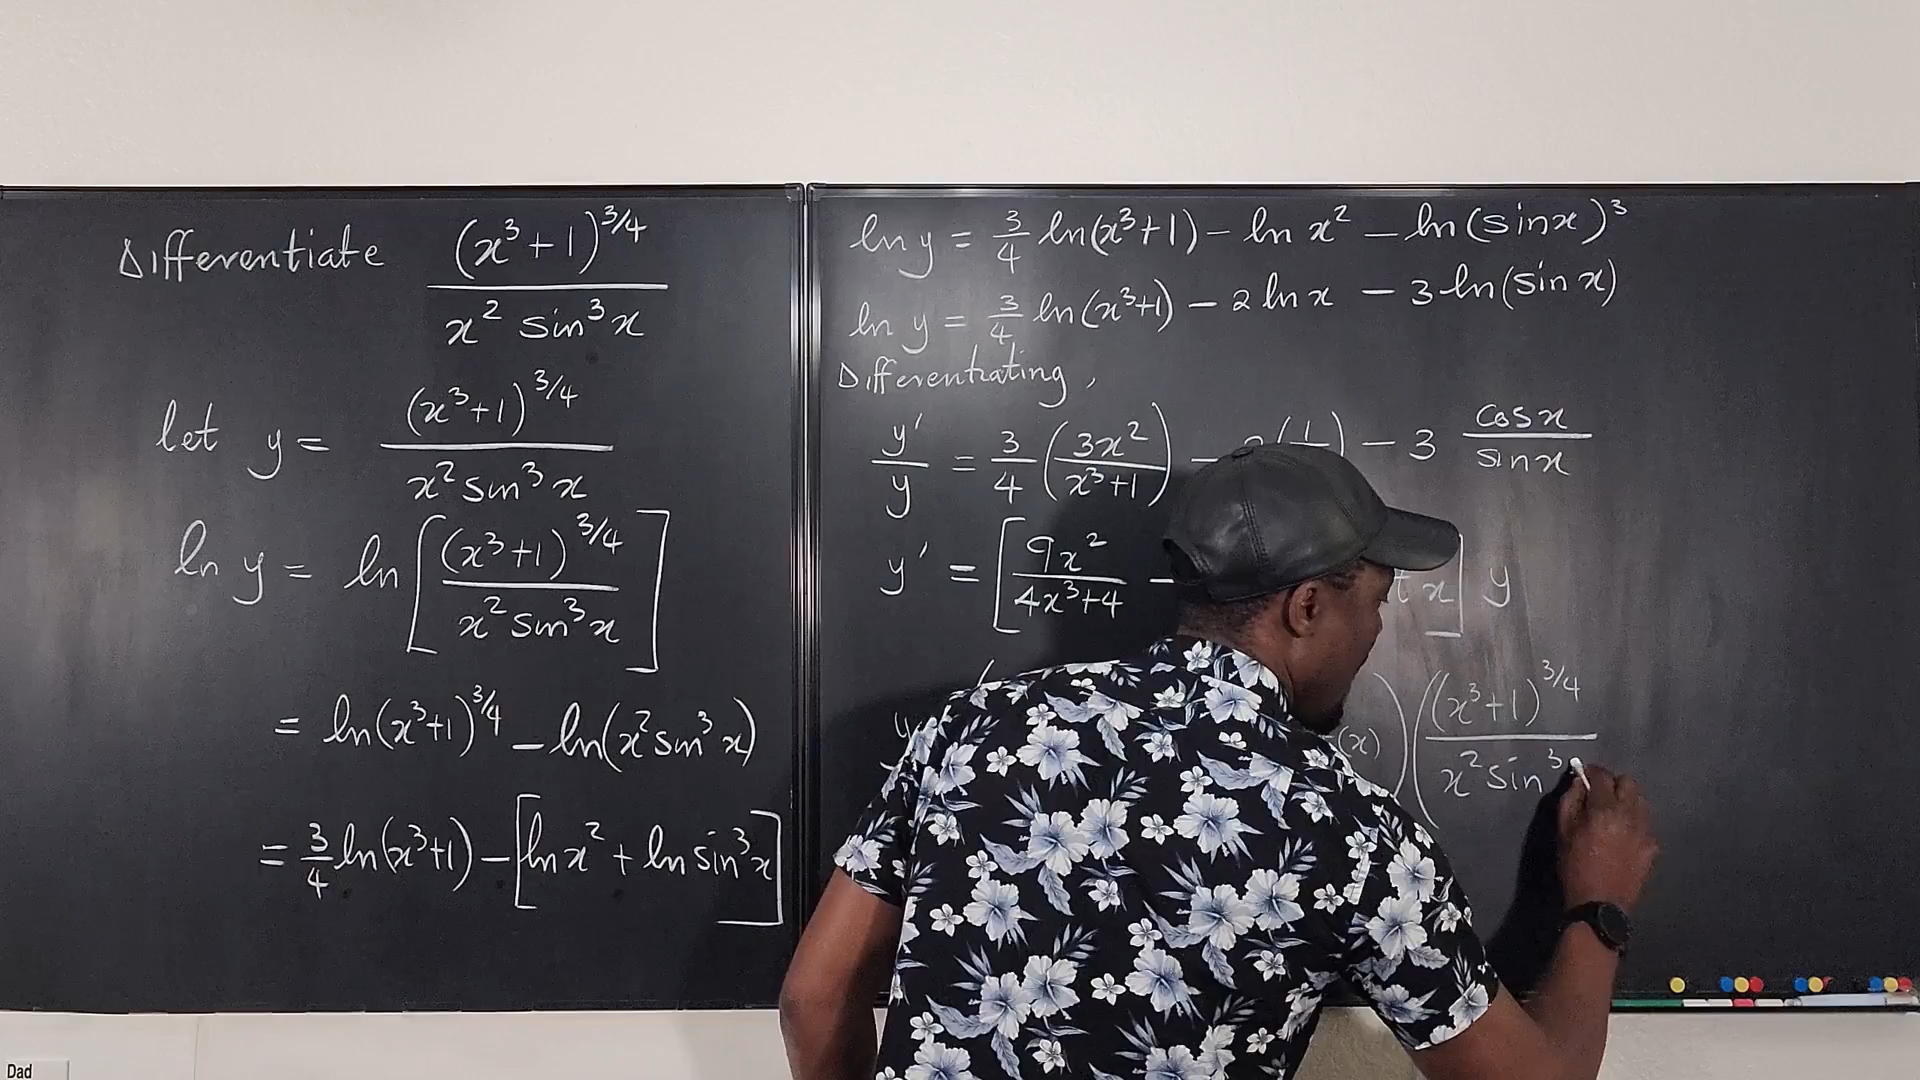 Differentiate (x³+1)^3/4 / x² sin³x
let y = (x³+1)^3/4 / x² sin³x
ln y = ln[(x³+1)^3/4 / x² sin³x]
= ln(x³+1)^3/4 − ln(x² sin³x)
= 3/4 ln(x³+1) − [ln x² + ln sin³x]
ln y = 3/4 ln(x³+1) − ln x² − ln(sinx)³
ln y = 3/4 ln(x³+1) − 2 ln x − 3 ln(sin x)
Differentiating,
y'/y = 3/4 (3x²/x³+1) − − 3 cosx/sinx
y' = [9x²/4x³+4 − x] y
(x))((x³+1)^3/4 / x² sin³
Dad